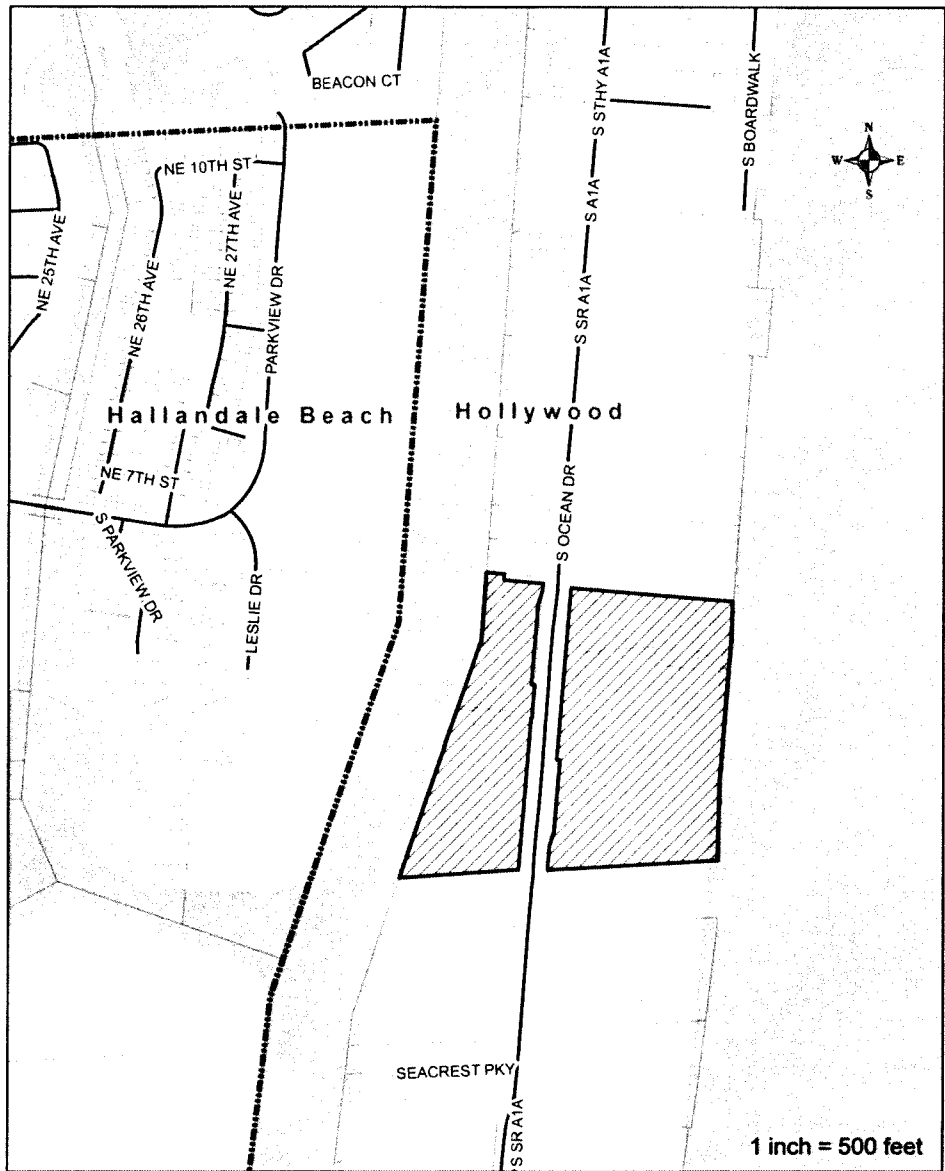 BEACON CT
S STHY A1A
S BOARDWALK
N
W E
S
NE 10TH ST
NE 25TH AVE
NE 26TH AVE
NE 27TH AVE
PARKVIEW DR
S A1A
S SR A1A
Hallandale Beach
Hollywood
NE 7TH ST
S PARKVIEW DR
LESLIE DR
S OCEAN DR
SEACREST PKY
S SR A1A
1 inch = 500 feet